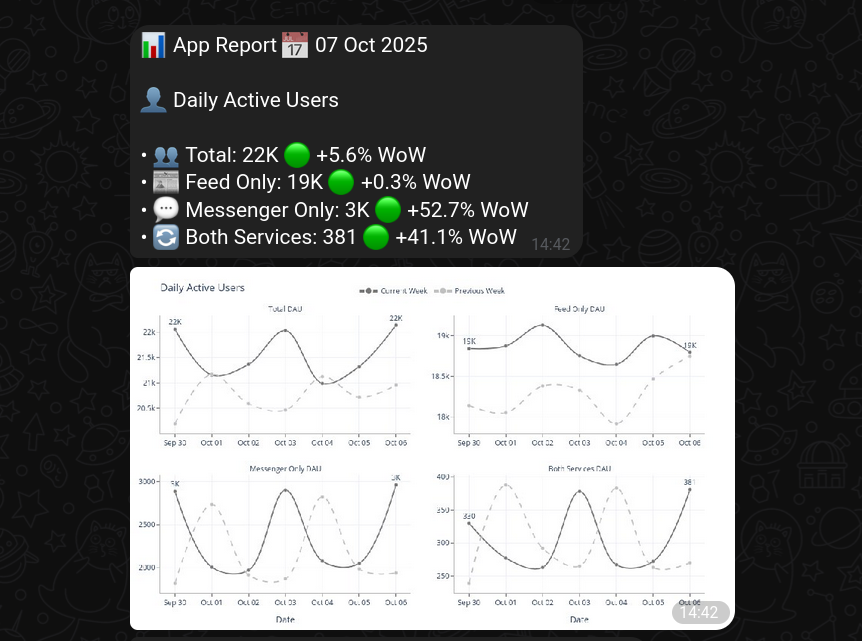 📊 App Report 📅 07 Oct 2025
👤 Daily Active Users
• 👥 Total: 22K 🟢 +5.6% WoW
• 📰 Feed Only: 19K 🟢 +0.3% WoW
• 💬 Messenger Only: 3K 🟢 +52.7% WoW
• 🔄 Both Services: 381 🟢 +41.1% WoW
14:42
Daily Active Users
Current Week Previous Week
Total DAU
22K 22K
22k
21.5k
21k
20.5k
Sep 30 Oct 01 Oct 02 Oct 03 Oct 04 Oct 05 Oct 06
Feed Only DAU
19K 19K
19k
18.5k
18k
Sep 30 Oct 01 Oct 02 Oct 03 Oct 04 Oct 05 Oct 06
Messenger Only DAU
3K 3K
3000
2500
2000
Sep 30 Oct 01 Oct 02 Oct 03 Oct 04 Oct 05 Oct 06
Date
Both Services DAU
330 381
400
350
300
250
Sep 30 Oct 01 Oct 02 Oct 03 Oct 04 Oct 05 Oct 06
Date
14:42